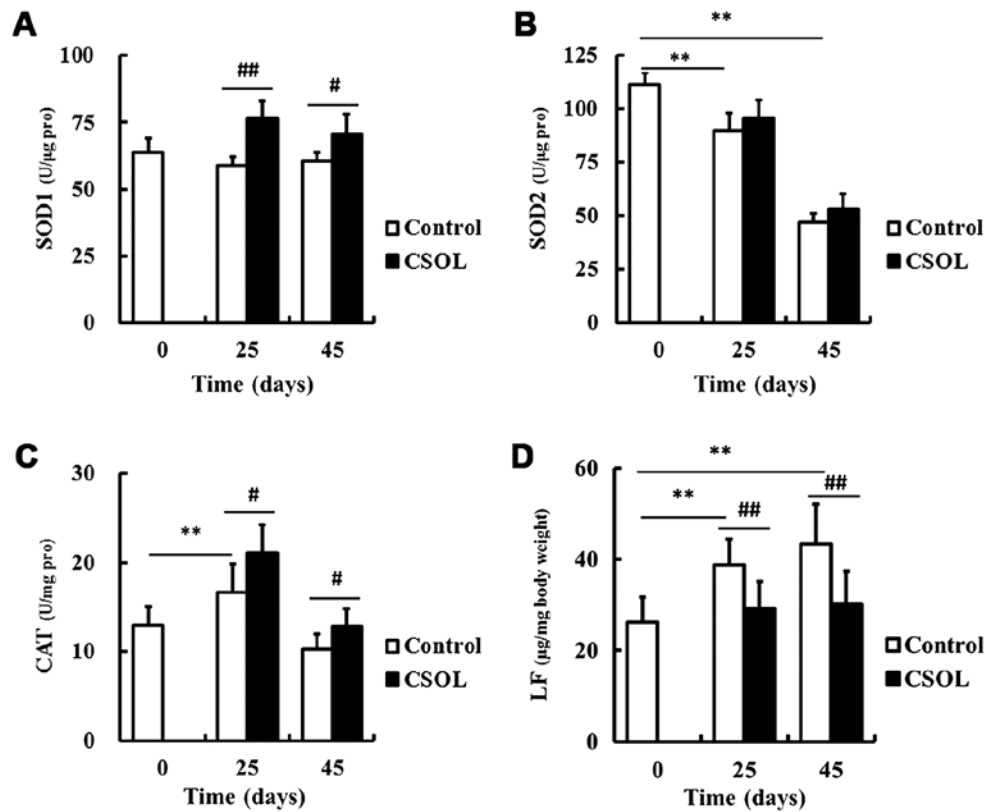 A
SOD1 (U/µg pro)
100
75
50
25
0
##
#
Control
CSOL
0 25 45
Time (days)
B
SOD2 (U/µg pro)
125
100
75
50
25
0
**
**
Control
CSOL
0 25 45
Time (days)
C
CAT (U/mg pro)
30
20
10
0
**
#
#
Control
CSOL
0 25 45
Time (days)
D
LF (µg/mg body weight)
60
40
20
0
**
**
##
##
Control
CSOL
0 25 45
Time (days)